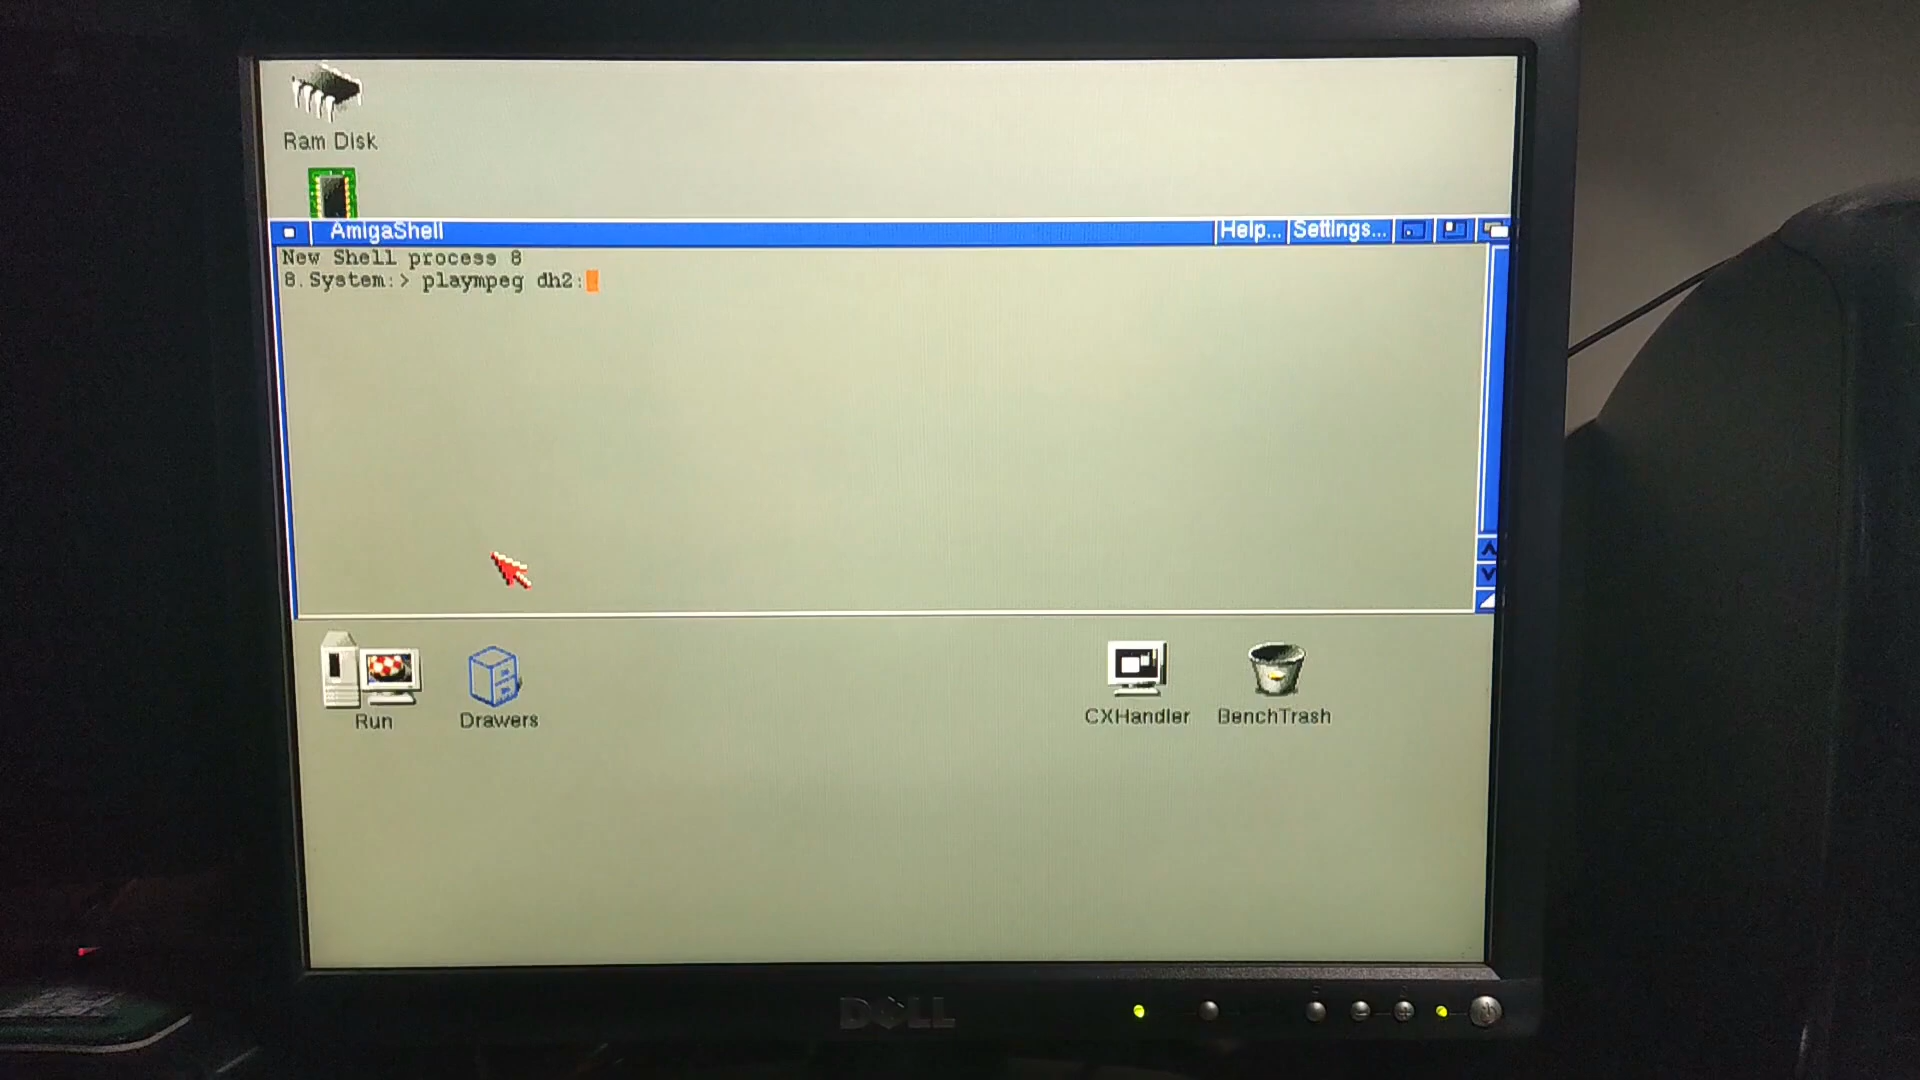 Ram Disk
AmigaShell Help... Settings...
New Shell process 8
8.System:> plaympeg dh2:
Run Drawers CXHandler BenchTrash
DELL